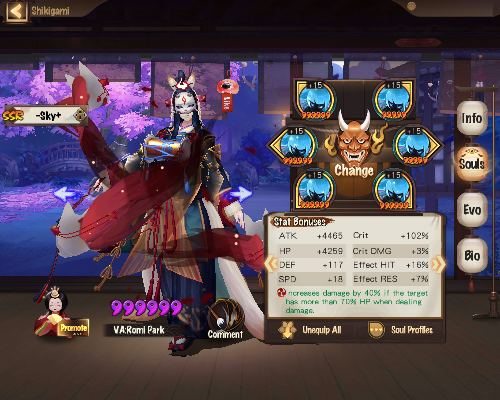 Shikigami
SSR -Sky+
Like
+15 +15
+15 +15
+15 +15
Change
Info
Souls
Evo
Bio
Stat Bonuses
ATK +4465 Crit +102%
HP +4259 Crit DMG +3%
DEF +117 Effect HIT +16%
SPD +18 Effect RES +7%
Increases damage by 40% if the target
has more than 70% HP when dealing
damage.
Unequip All Soul Profiles
Promote
VA:Romi Park
Comment